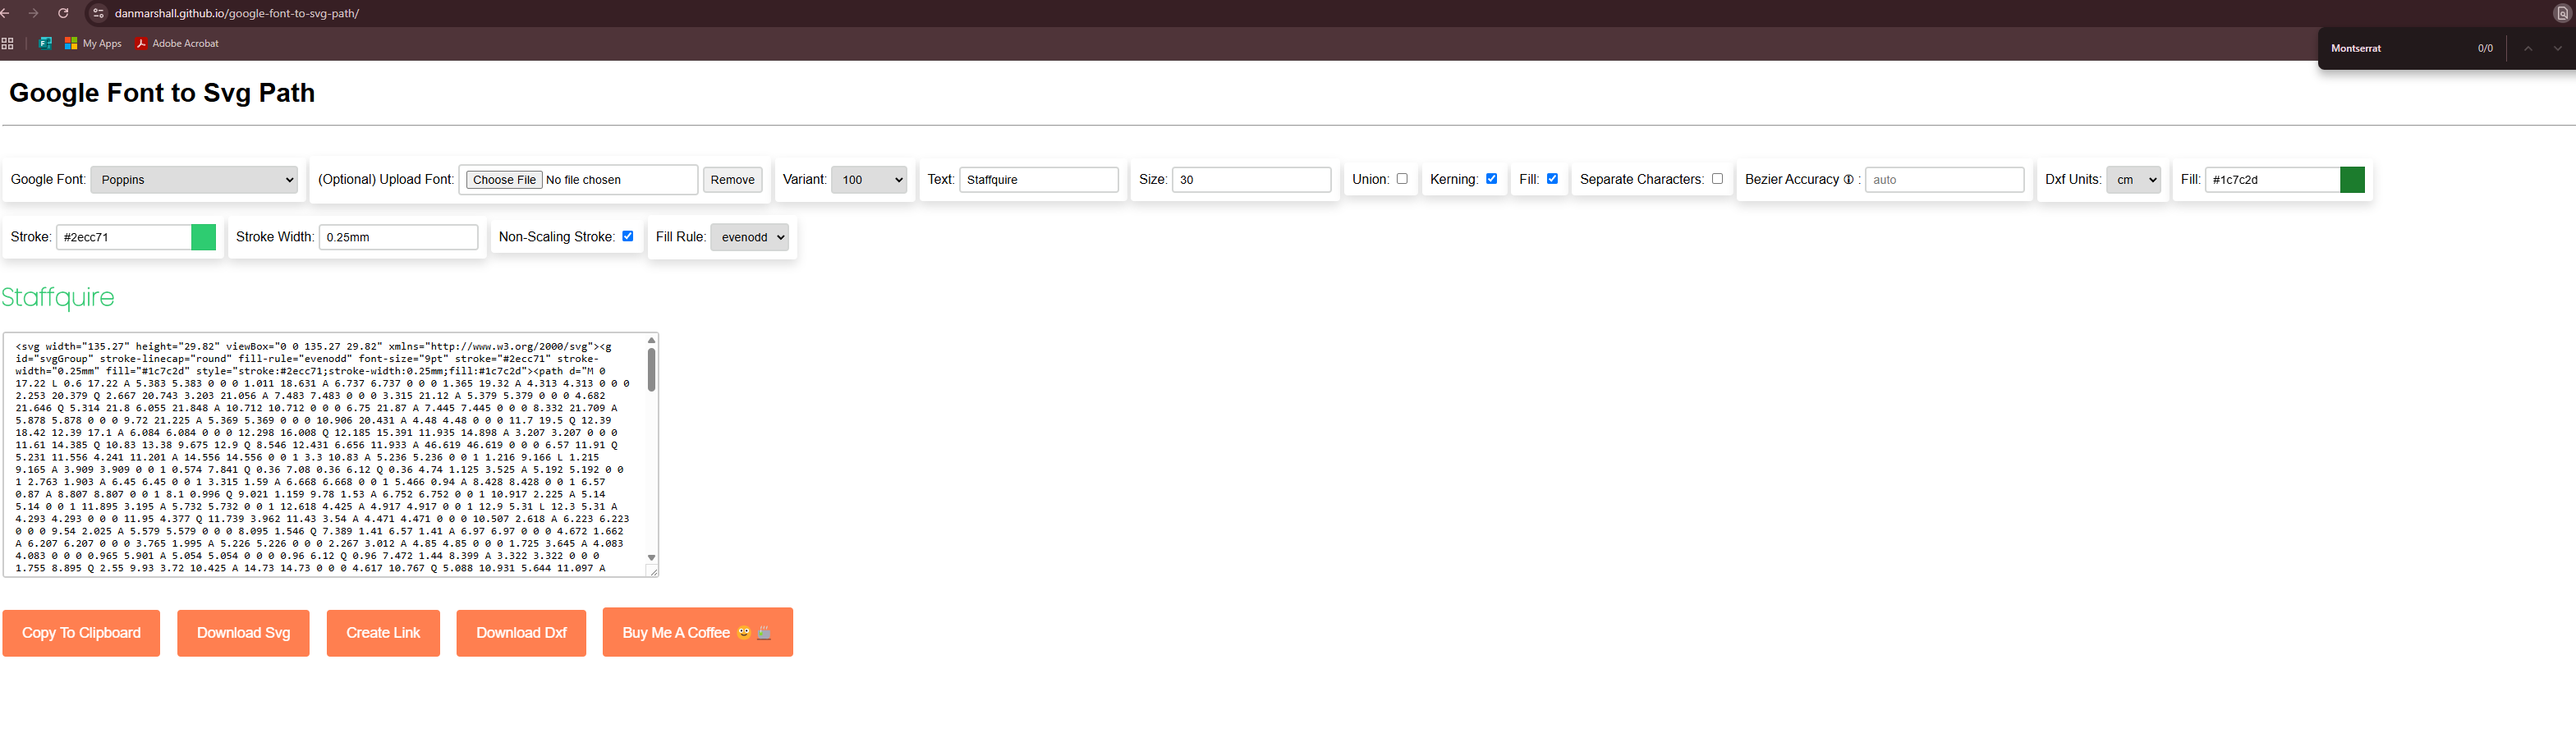 danmarshall.github.io/google-font-to-svg-path/
My Apps
Adobe Acrobat
Montserrat
0/0
Google Font to Svg Path
Google Font: Poppins
(Optional) Upload Font: Choose File No file chosen Remove
Variant: 100
Text: Staffquire
Size: 30
Union:
Kerning:
Fill:
Separate Characters:
Bezier Accuracy 🛈 : auto
Dxf Units: cm
Fill: #1c7c2d
Stroke: #2ecc71
Stroke Width: 0.25mm
Non-Scaling Stroke:
Fill Rule: evenodd
Staffquire
<svg width="135.27" height="29.82" viewBox="0 0 135.27 29.82" xmlns="http://www.w3.org/2000/svg"><g
id="svgGroup" stroke-linecap="round" fill-rule="evenodd" font-size="9pt" stroke="#2ecc71" stroke-
width="0.25mm" fill="#1c7c2d" style="stroke:#2ecc71;stroke-width:0.25mm;fill:#1c7c2d"><path d="M 0
17.22 L 0.6 17.22 A 5.383 5.383 0 0 0 1.011 18.631 A 6.737 6.737 0 0 0 1.365 19.32 A 4.313 4.313 0 0 0
2.253 20.379 Q 2.667 20.743 3.203 21.056 A 7.483 7.483 0 0 0 3.315 21.12 A 5.379 5.379 0 0 0 4.682
21.646 Q 5.314 21.8 6.055 21.848 A 10.712 10.712 0 0 0 6.75 21.87 A 7.445 7.445 0 0 0 8.332 21.709 A
5.878 5.878 0 0 0 9.72 21.225 A 5.369 5.369 0 0 0 10.906 20.431 A 4.48 4.48 0 0 0 11.7 19.5 Q 12.39
18.42 12.39 17.1 A 6.084 6.084 0 0 0 12.298 16.008 Q 12.185 15.391 11.935 14.898 A 3.207 3.207 0 0 0
11.61 14.385 Q 10.83 13.38 9.675 12.9 Q 8.546 12.431 6.656 11.933 A 46.619 46.619 0 0 0 6.57 11.91 Q
5.231 11.556 4.241 11.201 A 14.556 14.556 0 0 1 3.3 10.83 A 5.236 5.236 0 0 1 1.216 9.166 L 1.215
9.165 A 3.909 3.909 0 0 1 0.574 7.841 Q 0.36 7.08 0.36 6.12 Q 0.36 4.74 1.125 3.525 A 5.192 5.192 0 0
1 2.763 1.903 A 6.45 6.45 0 0 1 3.315 1.59 A 6.668 6.668 0 0 1 5.466 0.94 A 8.428 8.428 0 0 1 6.57
0.87 A 8.807 8.807 0 0 1 8.1 0.996 Q 9.021 1.159 9.78 1.53 A 6.752 6.752 0 0 1 10.917 2.225 A 5.14
5.14 0 0 1 11.895 3.195 A 5.732 5.732 0 0 1 12.618 4.425 A 4.917 4.917 0 0 1 12.9 5.31 L 12.3 5.31 A
4.293 4.293 0 0 0 11.95 4.377 Q 11.739 3.962 11.43 3.54 A 4.471 4.471 0 0 0 10.507 2.618 A 6.223 6.223
0 0 0 9.54 2.025 A 5.579 5.579 0 0 0 8.095 1.546 Q 7.389 1.41 6.57 1.41 A 6.97 6.97 0 0 0 4.672 1.662
A 6.207 6.207 0 0 0 3.765 1.995 A 5.226 5.226 0 0 0 2.267 3.012 A 4.85 4.85 0 0 0 1.725 3.645 A 4.083
4.083 0 0 0 0.965 5.901 A 5.054 5.054 0 0 0 0.96 6.12 Q 0.96 7.472 1.44 8.399 A 3.322 3.322 0 0 0
1.755 8.895 Q 2.55 9.93 3.72 10.425 A 14.73 14.73 0 0 0 4.617 10.767 Q 5.088 10.931 5.644 11.097 A
Copy To Clipboard
Download Svg
Create Link
Download Dxf
Buy Me A Coffee